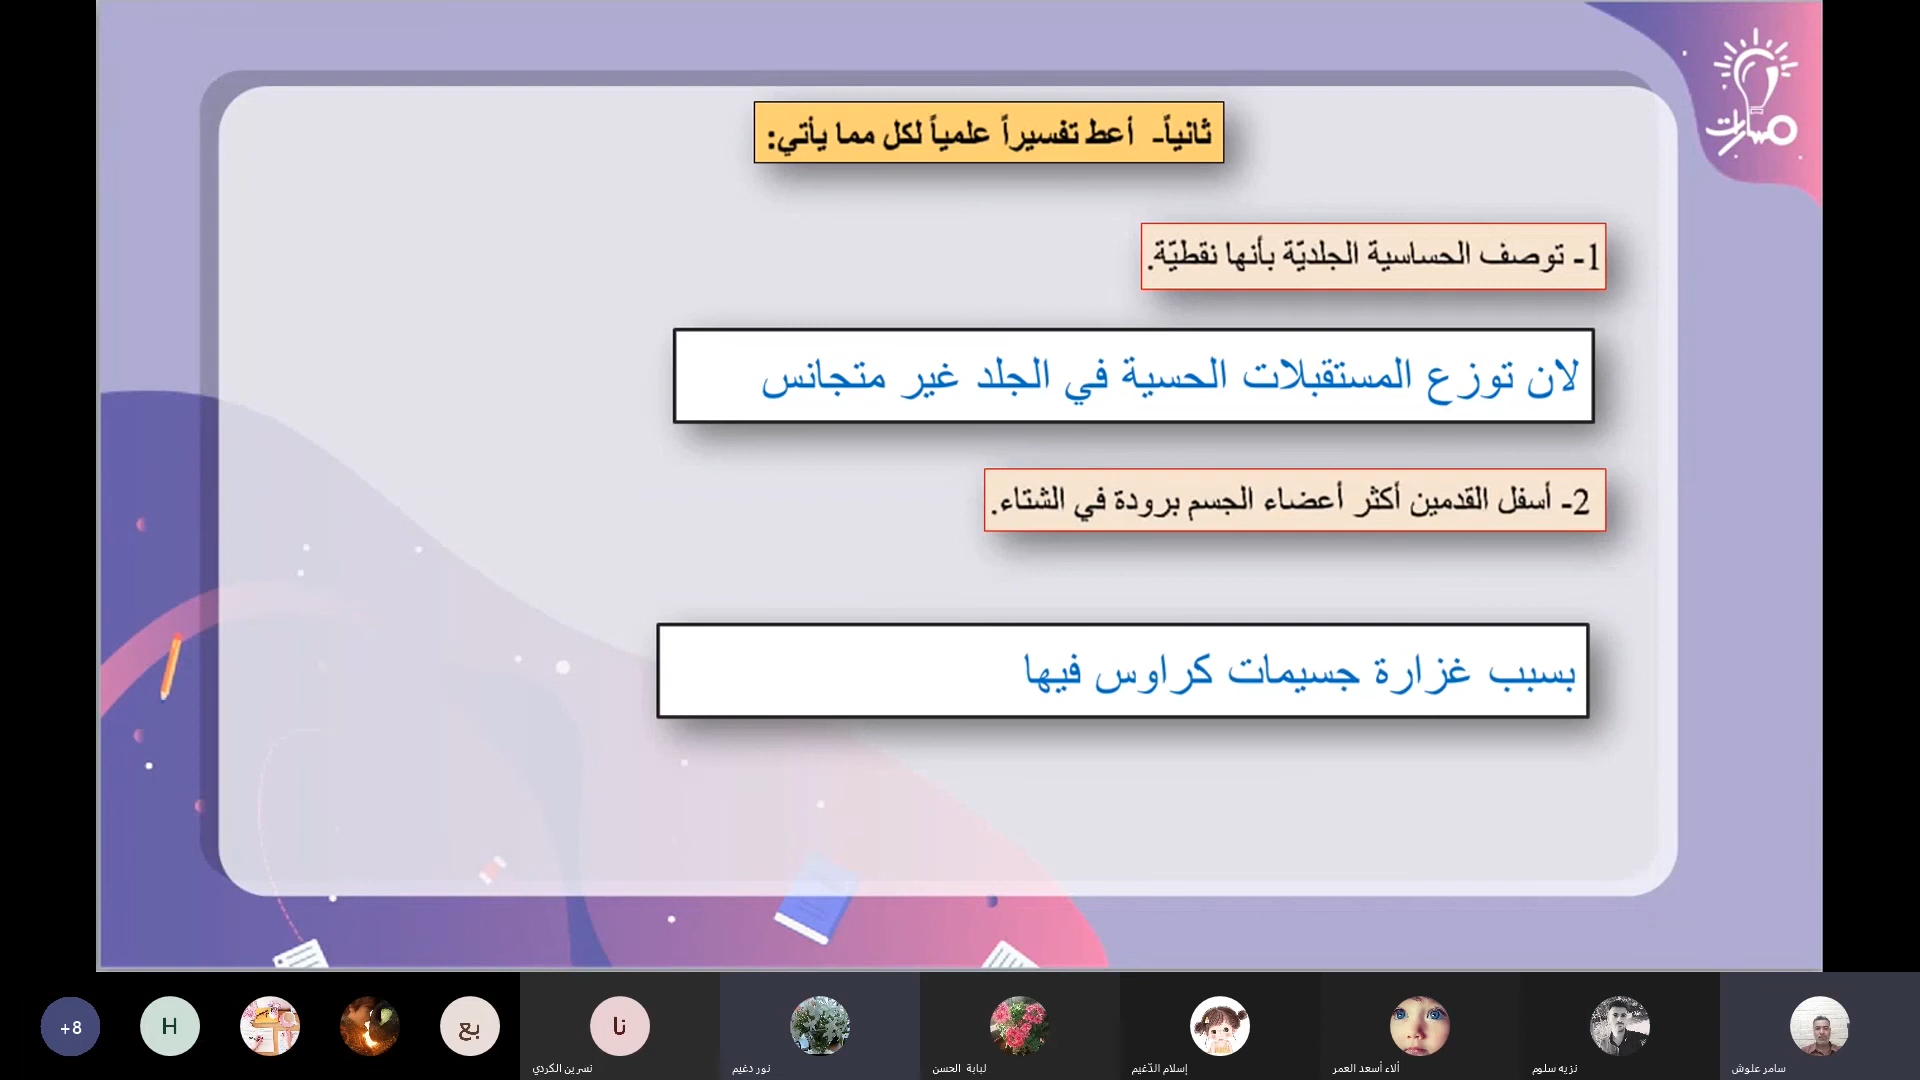 مسارات
ثانياً- أعط تفسيراً علمياً لكل مما يأتي:
1- توصف الحساسية الجلديّة بأنها نقطيّة.
لان توزع المستقبلات الحسية في الجلد غير متجانس
2- أسفل القدمين أكثر أعضاء الجسم برودة في الشتاء.
بسبب غزارة جسيمات كراوس فيها
+8
H
بع
نا
نسرين الكردي
نور دغيم
لبابة الحسن
إسلام الدّغيم
ألاء أسعد العمر
نزيه سلوم
سامر علوش